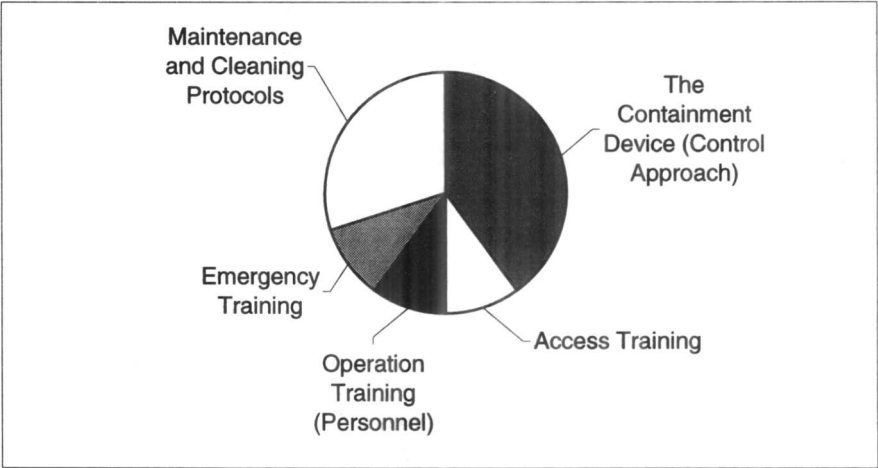 Maintenance
and Cleaning
Protocols
The
Containment
Device (Control
Approach)
Emergency
Training
Access Training
Operation
Training
(Personnel)